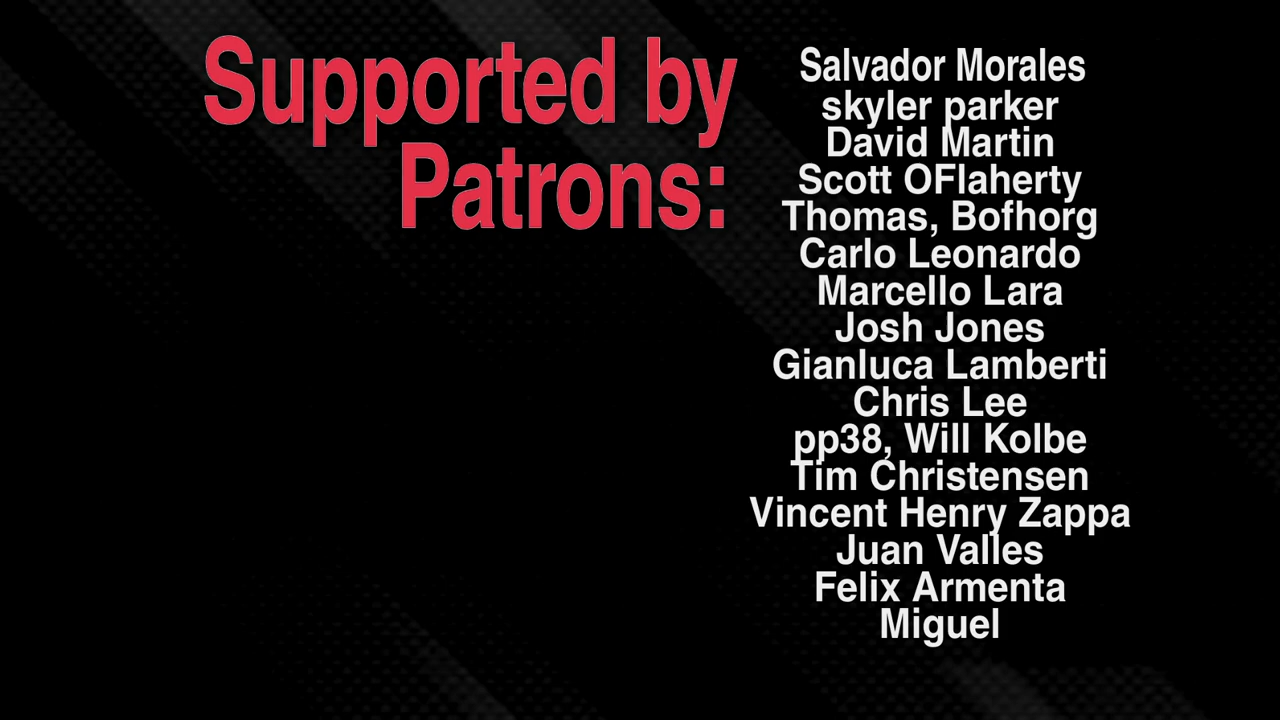 Supported by
Patrons:
Salvador Morales
skyler parker
David Martin
Scott OFlaherty
Thomas, Bofhorg
Carlo Leonardo
Marcello Lara
Josh Jones
Gianluca Lamberti
Chris Lee
pp38, Will Kolbe
Tim Christensen
Vincent Henry Zappa
Juan Valles
Felix Armenta
Miguel